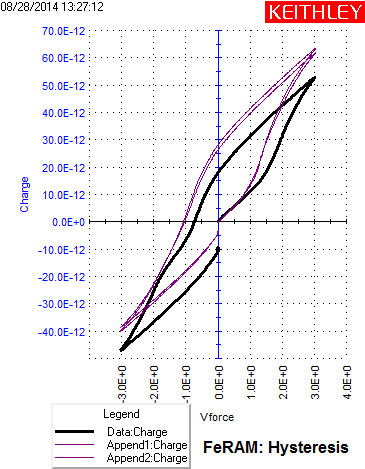 08/28/2014 13:27:12
KEITHLEY
70.0E-12
60.0E-12
50.0E-12
40.0E-12
30.0E-12
20.0E-12
10.0E-12
0.0E+0
-10.0E-12
-20.0E-12
-30.0E-12
-40.0E-12
Charge
-3.0E+0
-2.0E+0
-1.0E+0
0.0E+0
1.0E+0
2.0E+0
3.0E+0
4.0E+0
Vforce
Legend
Data:Charge
Append1:Charge
Append2:Charge
FeRAM: Hysteresis